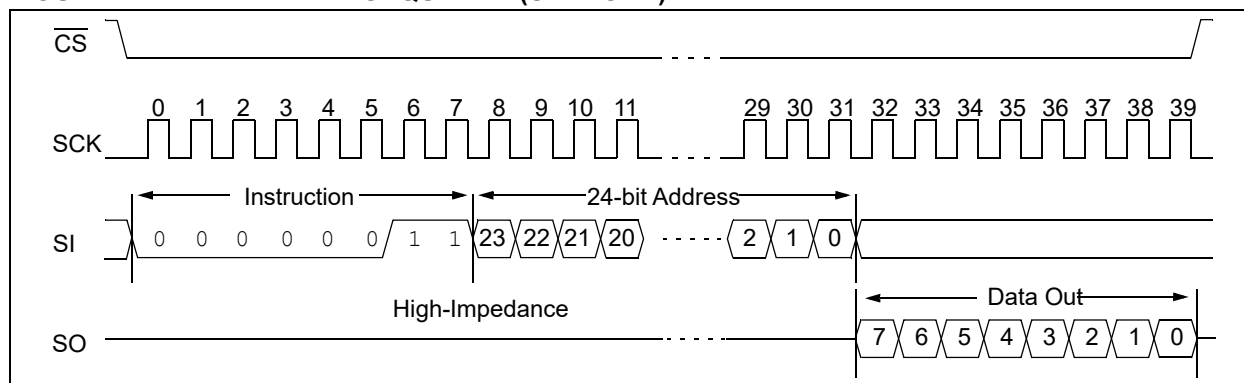 CS
0 1 2 3 4 5 6 7 8 9 10 11 29 30 31 32 33 34 35 36 37 38 39
SCK
Instruction 24-bit Address
SI 0 0 0 0 0 0 1 1 23 22 21 20 2 1 0
High-Impedance Data Out
SO 7 6 5 4 3 2 1 0